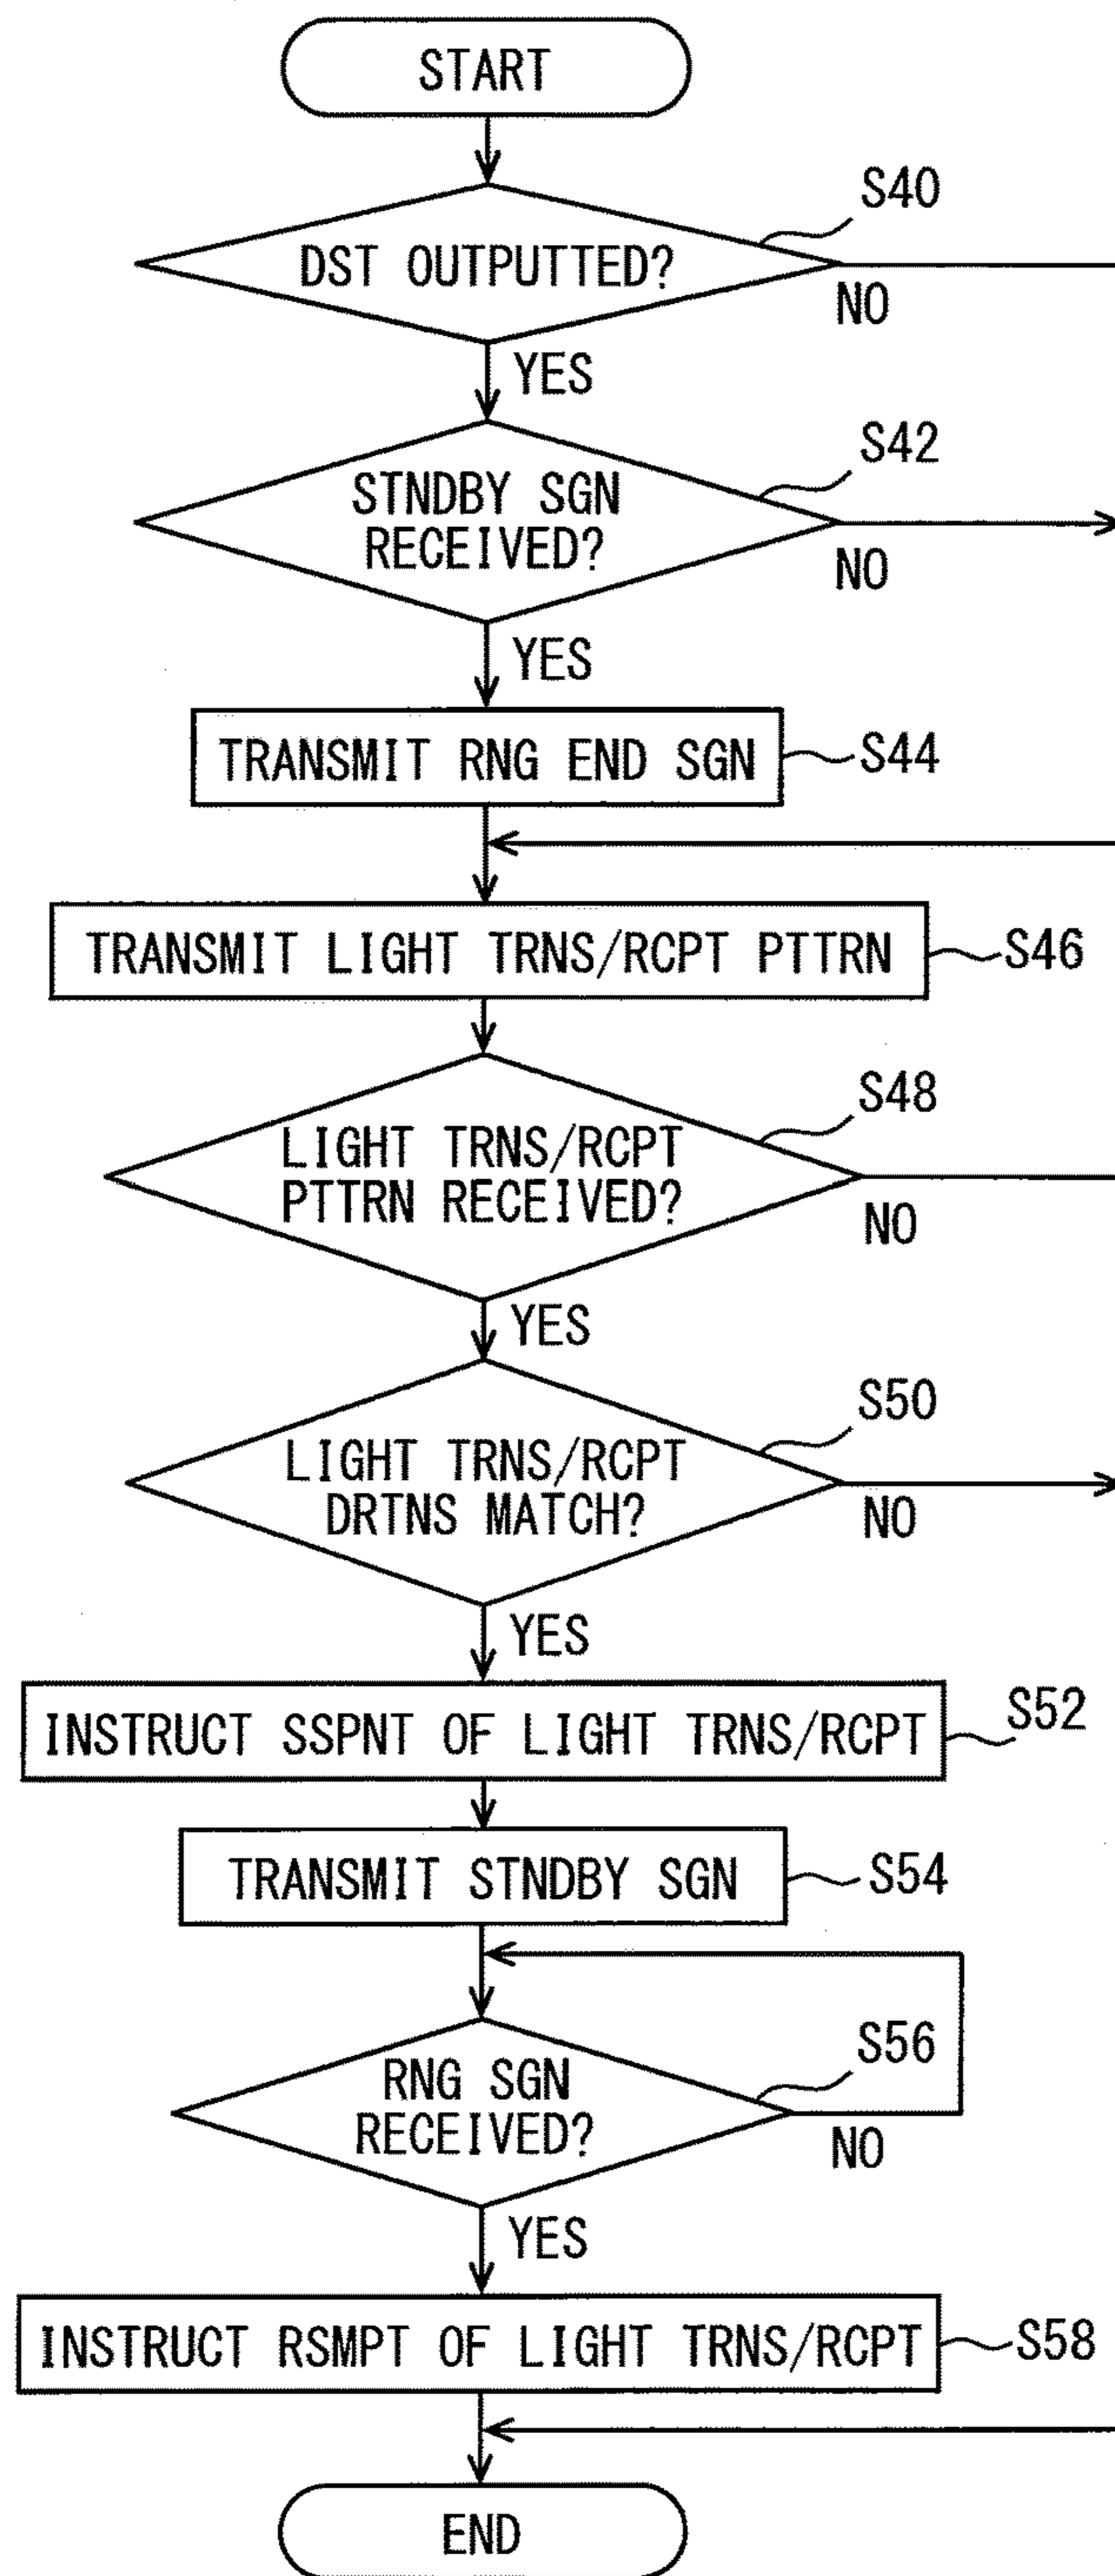 START
S40
DST OUTPUTTED?
NO
YES
S42
STNDBY SGN
RECEIVED?
NO
YES
TRANSMIT RNG END SGN
S44
TRANSMIT LIGHT TRNS/RCPT PTTRN
S46
S48
LIGHT TRNS/RCPT
PTTRN RECEIVED?
NO
YES
S50
LIGHT TRNS/RCPT
DRTNS MATCH?
NO
YES
INSTRUCT SSPNT OF LIGHT TRNS/RCPT
S52
TRANSMIT STNDBY SGN
S54
S56
RNG SGN
RECEIVED?
NO
YES
INSTRUCT RSMPT OF LIGHT TRNS/RCPT
S58
END